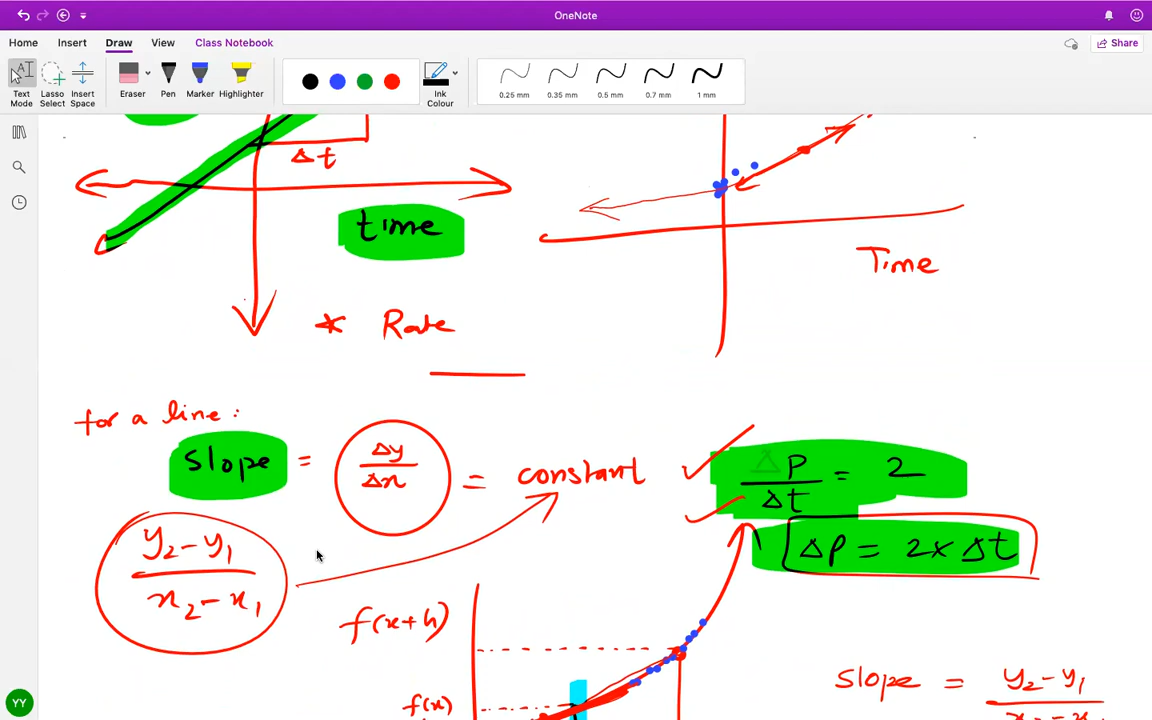 OneNote
Home Insert Draw View Class Notebook
Share
Text Mode
Lasso Select
Insert Space
Eraser
Pen
Marker
Highlighter
Ink Colour
0.25 mm 0.35 mm 0.5 mm 0.7 mm 1 mm
Δt
time
Time
* Rate
for a line:
slope = Δy/Δx = constant
ΔP/Δt = 2
y₂-y₁/x₂-x₁
ΔP = 2x Δt
f(x+h)
slope = y₂-y₁/x₂-x₁
f(x)
YY